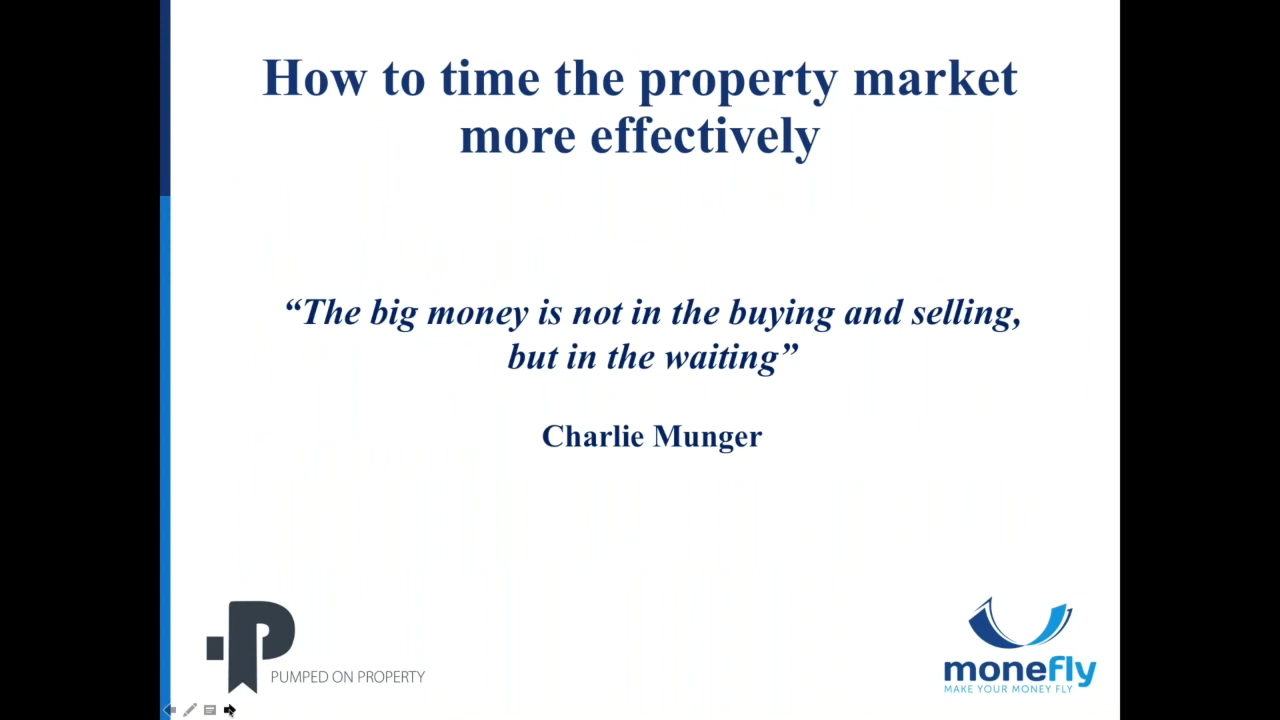 How to time the property market
more effectively
“The big money is not in the buying and selling,
but in the waiting”
Charlie Munger
PUMPED ON PROPERTY
monefly
MAKE YOUR MONEY FLY